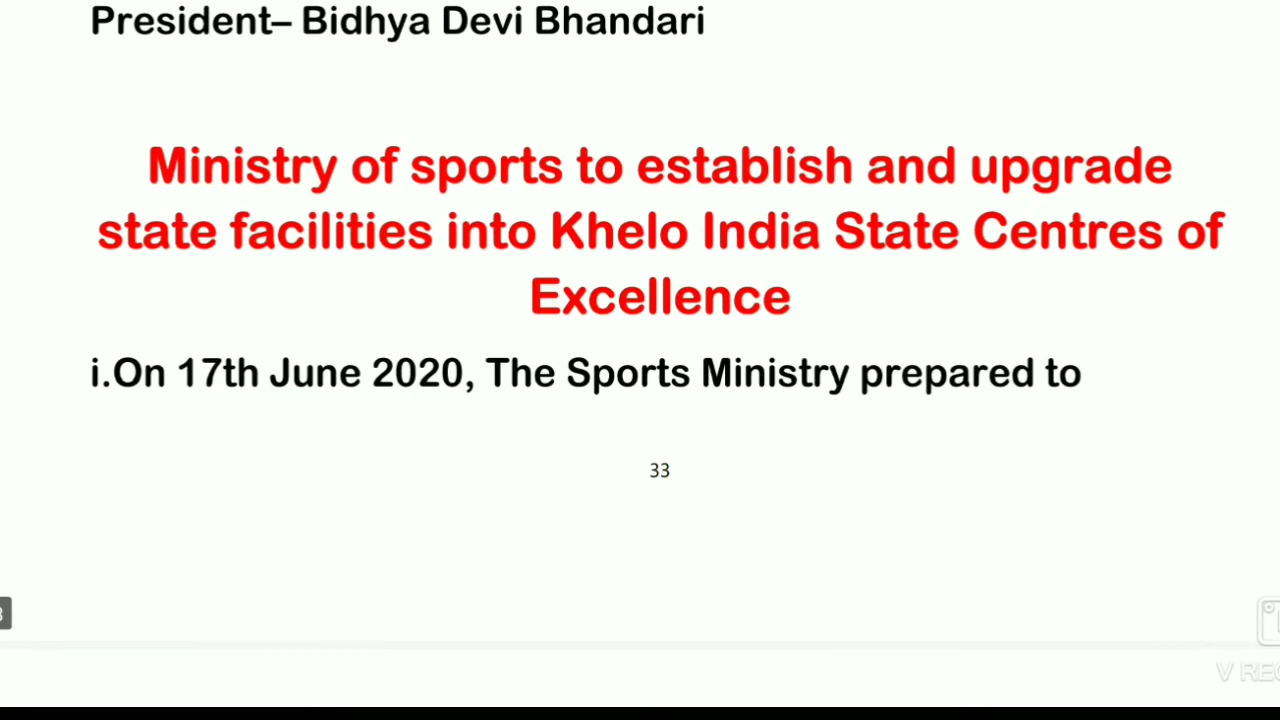 President– Bidhya Devi Bhandari
Ministry of sports to establish and upgrade
state facilities into Khelo India State Centres of
Excellence
i.On 17th June 2020, The Sports Ministry prepared to
33
V REC